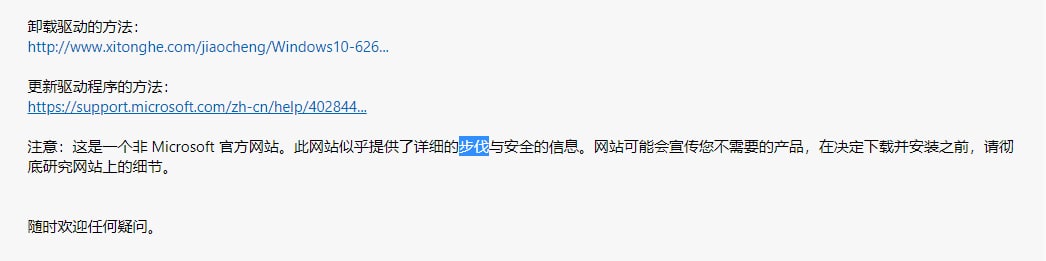 卸载驱动的方法：
http://www.xitonghe.com/jiaocheng/Windows10-626...
更新驱动程序的方法：
https://support.microsoft.com/zh-cn/help/402844...
注意：这是一个非 Microsoft 官方网站。此网站似乎提供了详细的步伐与安全的信息。网站可能会宣传您不需要的产品，在决定下载并安装之前，请彻
底研究网站上的细节。
随时欢迎任何疑问。